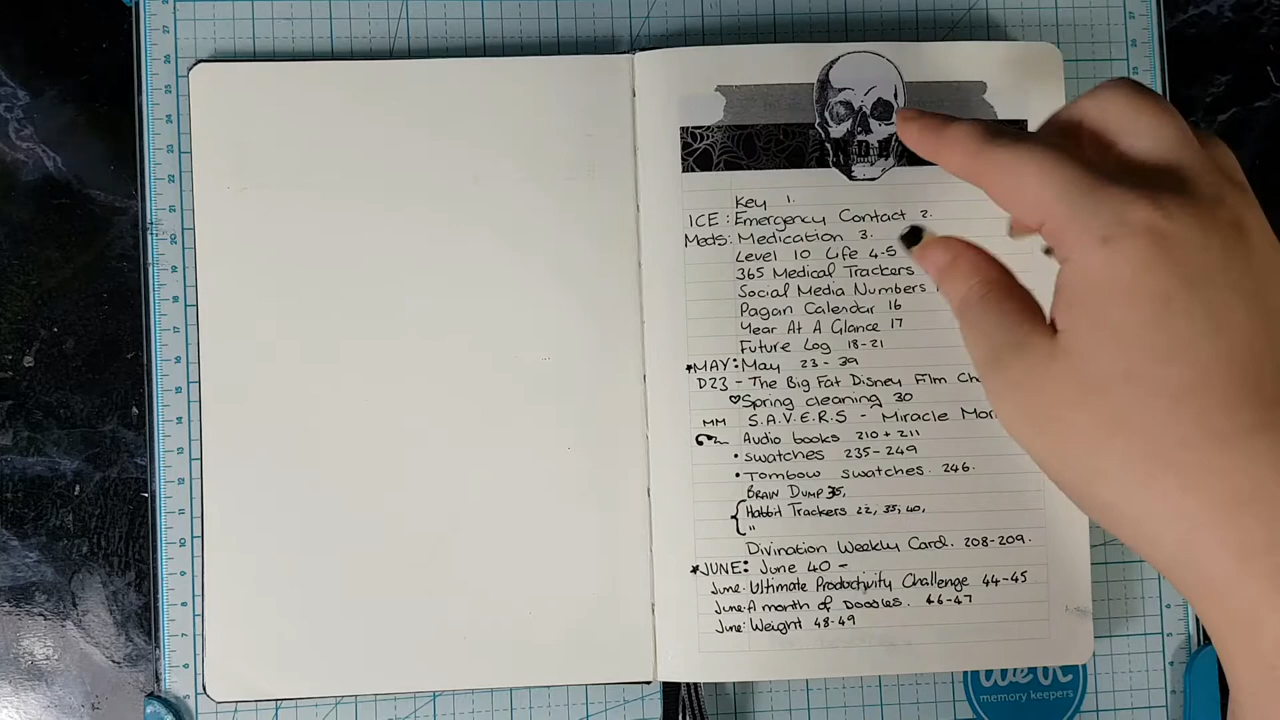 Key 1.
ICE: Emergency Contact 2.
Meds: Medication 3.
Level 10 Life 4-5
365 Medical Trackers
Social Media Numbers
Pagan Calendar 16
Year At A Glance 17
Future Log 18-21
*MAY: May 23-39
D23 - The Big Fat Disney Film
♡Spring cleaning 30
MM S.A.V.E.R.S - Miracle
Audio books 210 + 211
• swatches 235-249
• Tombow swatches. 246.
BRAIN DUMP 35,
Habbit Trackers 22, 35, 40,
"
Divination Weekly Card. 208-209.
*JUNE: June 40 -
June. Ultimate Productivity Challenge 44-45
June. A month of Doodles. 46-47
June: Weight 48-49
We R
memory keepers